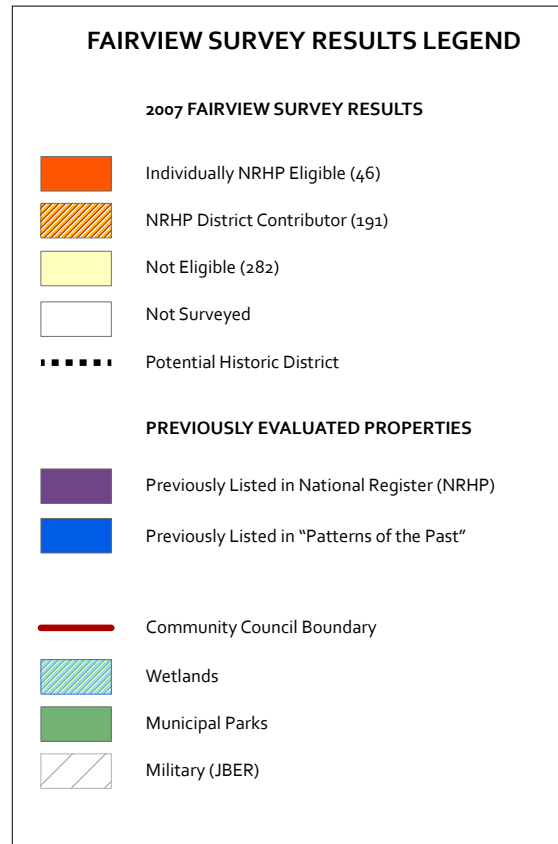 FAIRVIEW SURVEY RESULTS LEGEND
2007 FAIRVIEW SURVEY RESULTS
Individually NRHP Eligible (46)
NRHP District Contributor (191)
Not Eligible (282)
Not Surveyed
Potential Historic District
PREVIOUSLY EVALUATED PROPERTIES
Previously Listed in National Register (NRHP)
Previously Listed in “Patterns of the Past”
Community Council Boundary
Wetlands
Municipal Parks
Military (JBER)